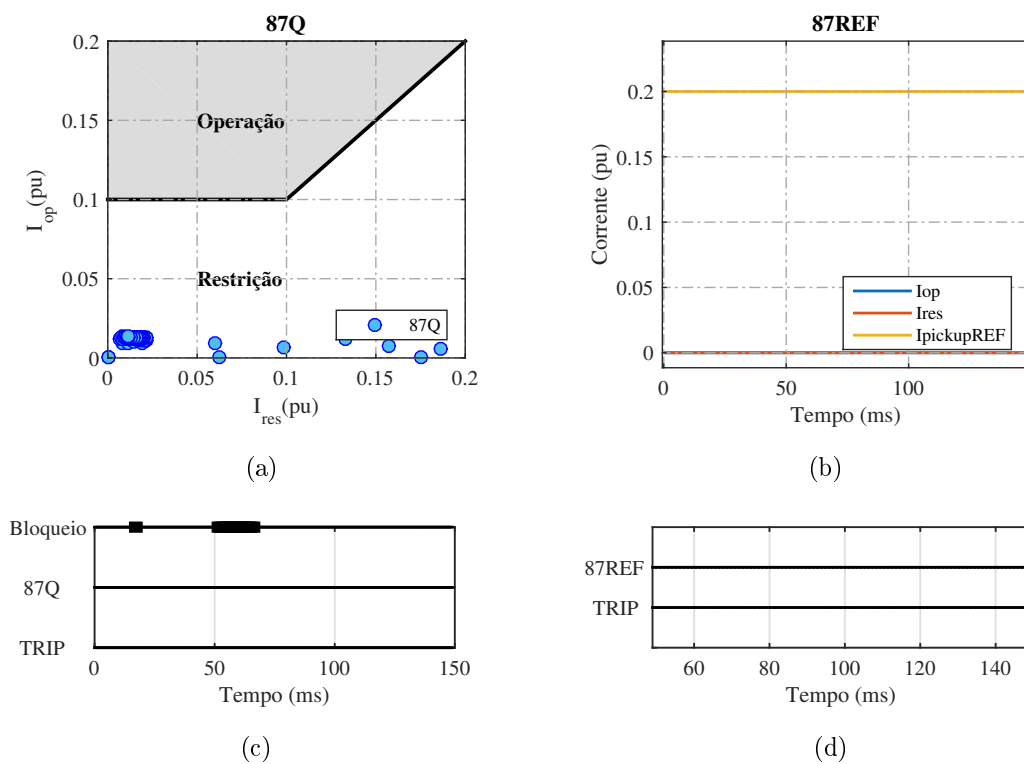 87Q
0.2
0.15
0.1
0.05
0
Operação
Restrição
87Q
I_op(pu)
0 0.05 0.1 0.15 0.2
I_res(pu)
(a)
87REF
0.2
0.15
0.1
0.05
0
Corrente (pu)
Iop
Ires
IpickupREF
0 50 100
Tempo (ms)
(b)
Bloqueio
87Q
TRIP
0 50 100 150
Tempo (ms)
(c)
87REF
TRIP
60 80 100 120 140
Tempo (ms)
(d)